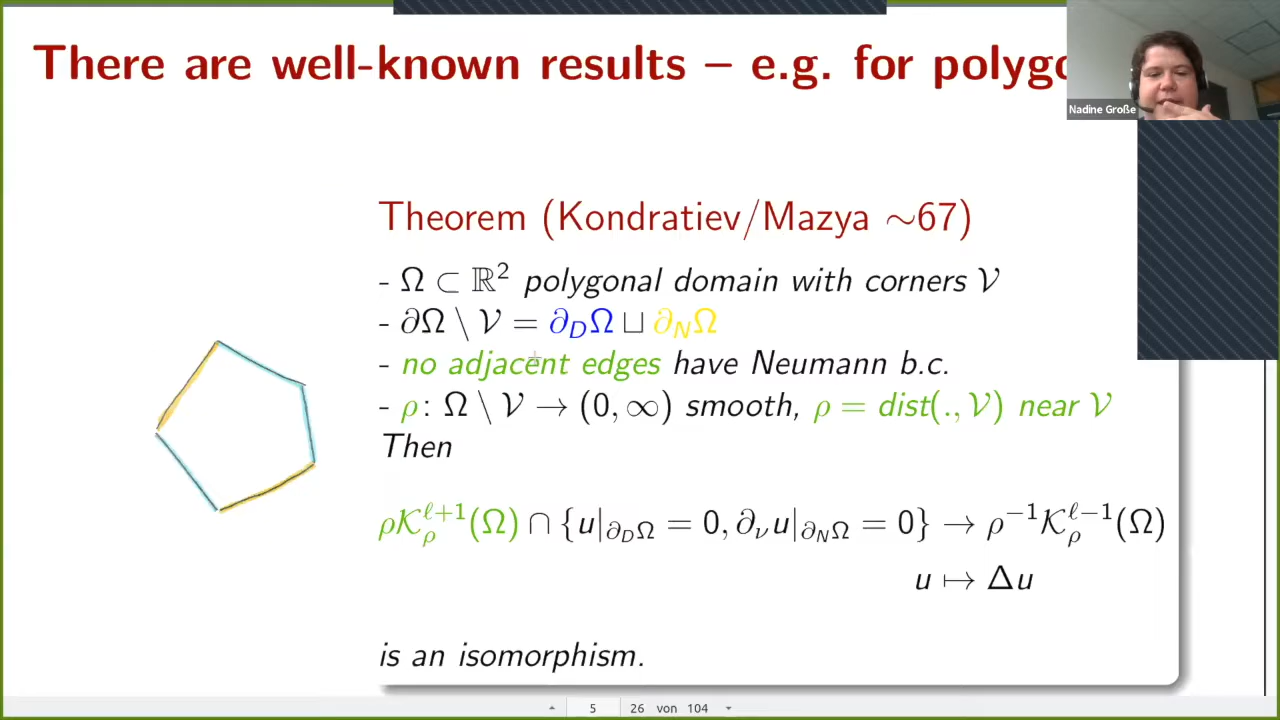 There are well-known results – e.g. for polygo
Nadine Große
Theorem (Kondratiev/Mazya ∼67)
- Ω ⊂ ℝ² polygonal domain with corners 𝒱
- ∂Ω \ 𝒱 = ∂_DΩ ⊔ ∂_NΩ
- no adjacent edges have Neumann b.c.
- ρ: Ω \ 𝒱 → (0, ∞) smooth, ρ = dist(., 𝒱) near 𝒱
Then
ρ𝒦_ρ^{ℓ+1}(Ω) ∩ {u|_{∂_DΩ} = 0, ∂_νu|_{∂_NΩ} = 0} → ρ^{−1}𝒦_ρ^{ℓ−1}(Ω)
u ↦ Δu
is an isomorphism.
5 26 von 104